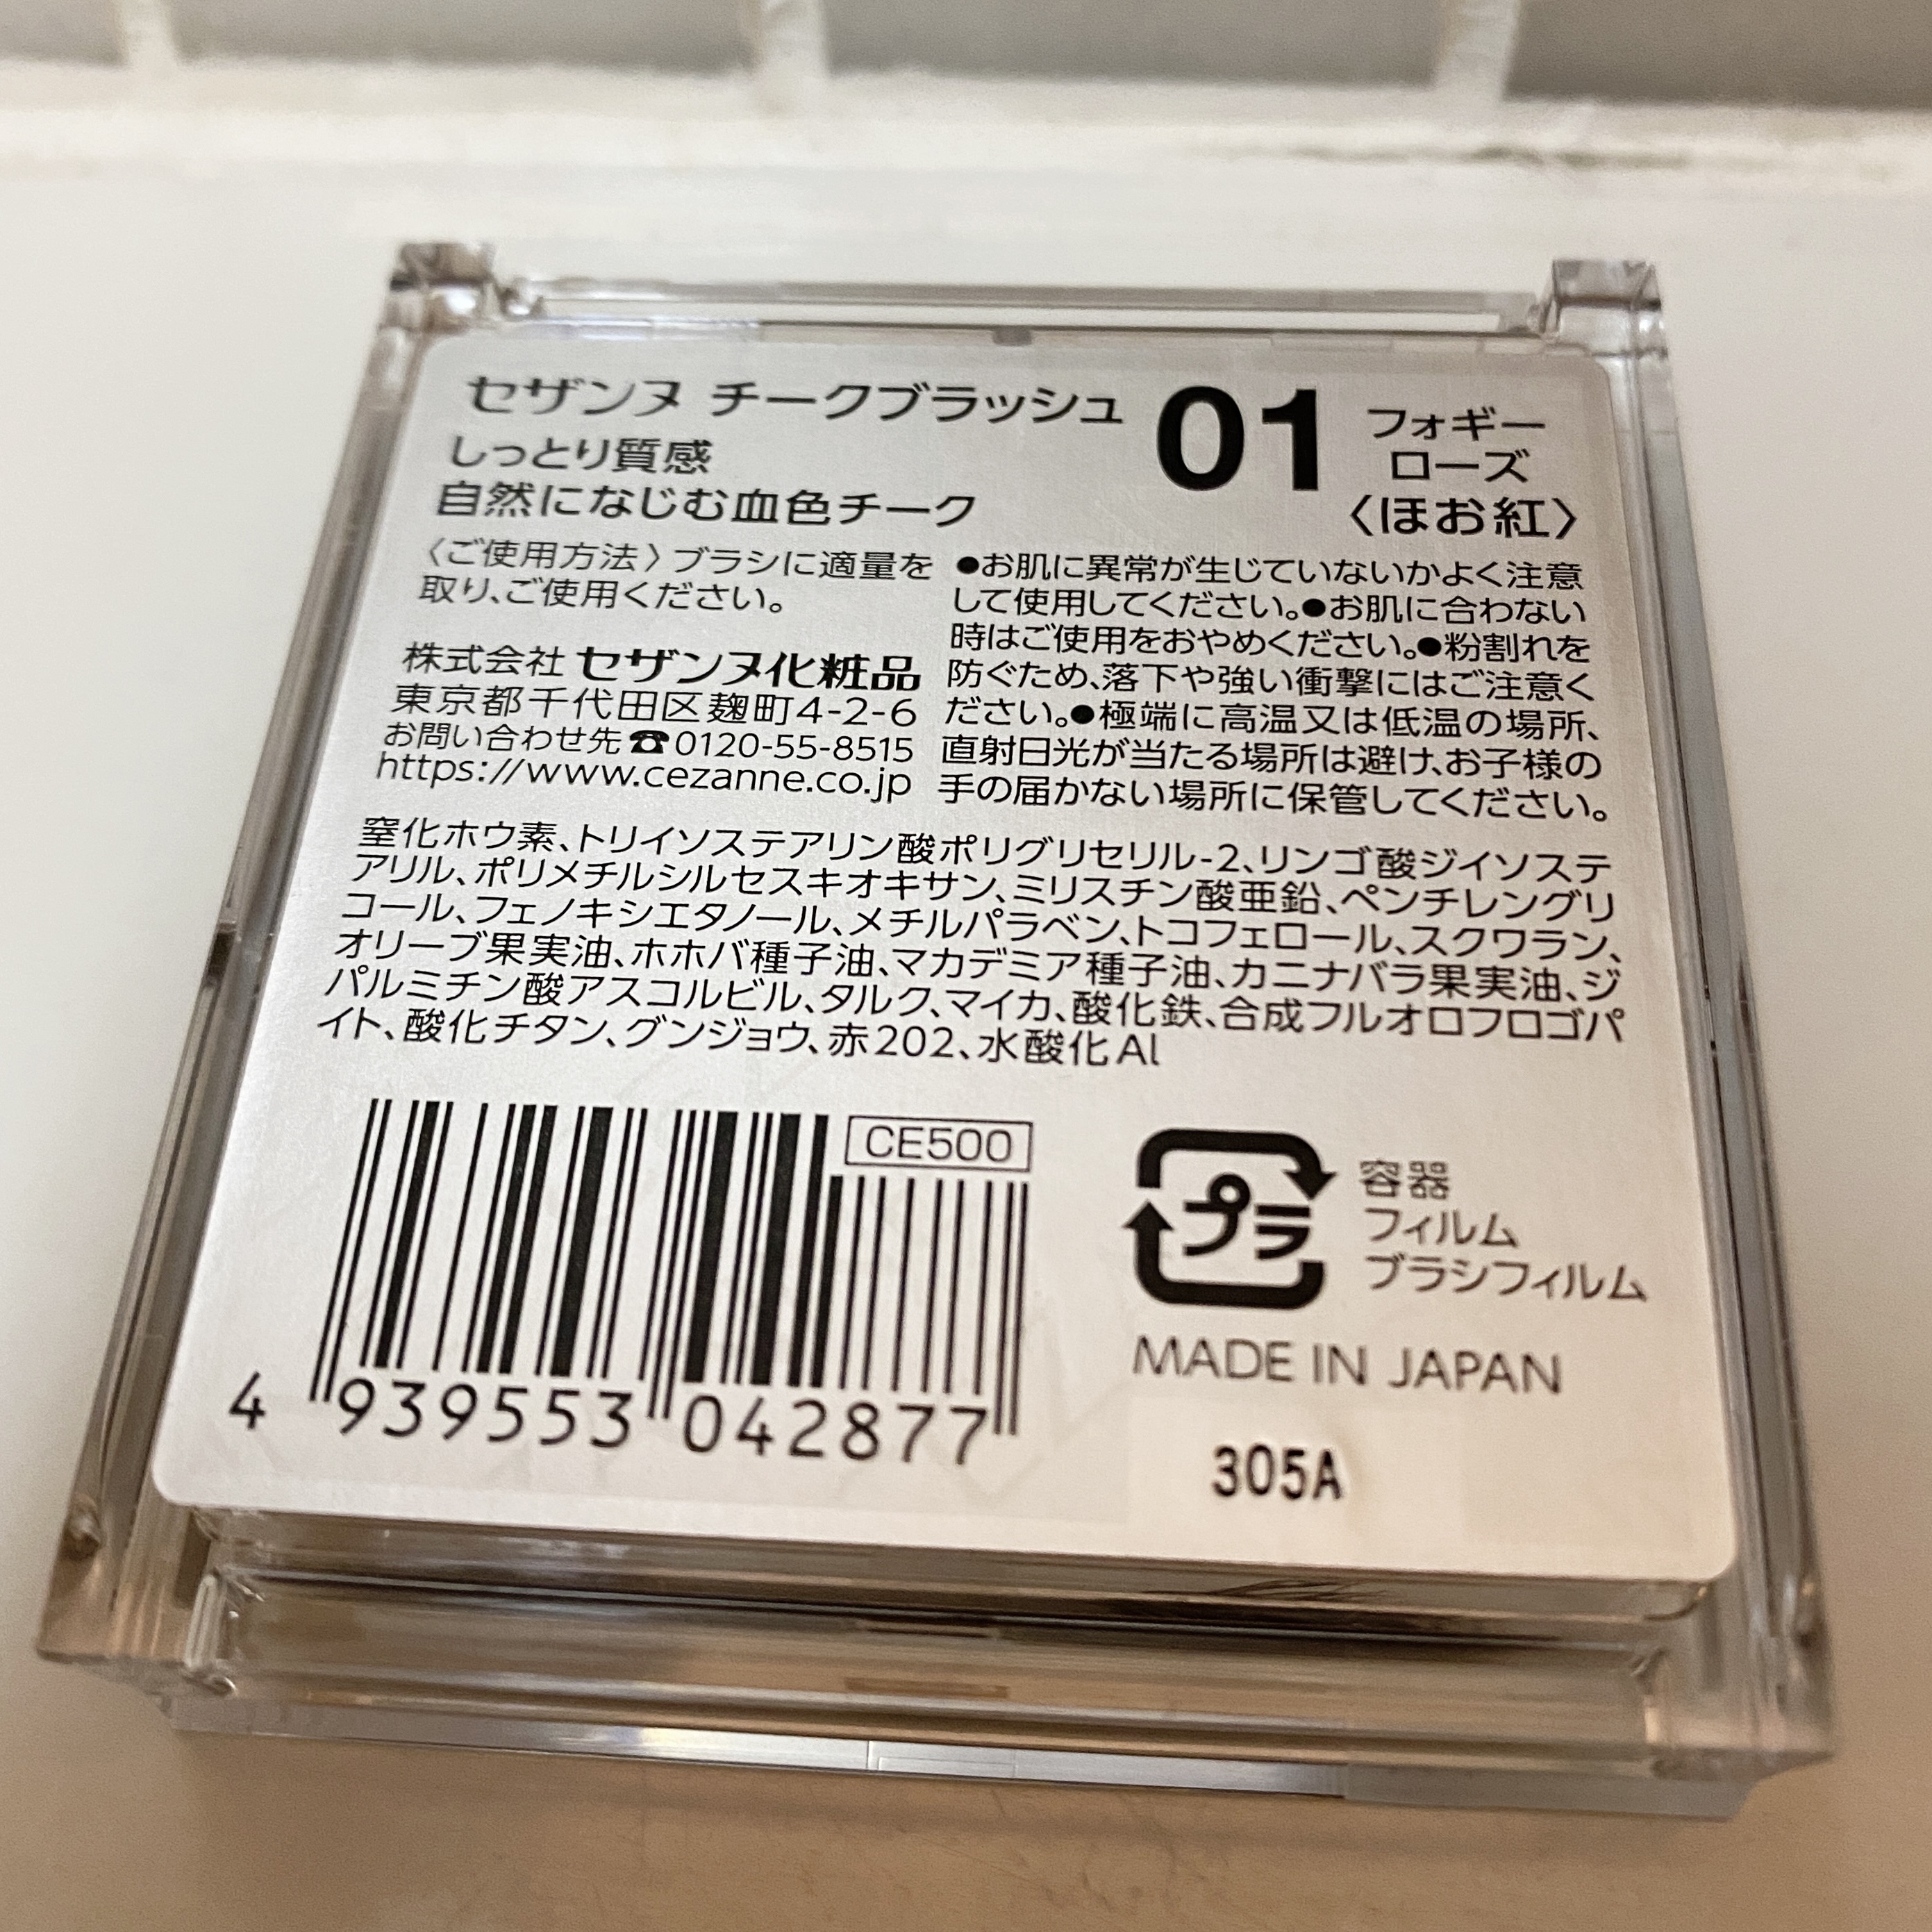 セザンヌ チークブラッシュ
01
フォギー
ローズ
〈ほお紅〉
しっとり質感
自然になじむ血色チーク
〈ご使用方法〉ブラシに適量を
取り、ご使用ください。
株式会社 セザンヌ化粧品
東京都千代田区麹町4-2-6
お問い合わせ先☎0120-55-8515
https://www.cezanne.co.jp
●お肌に異常が生じていないかよく注意
して使用してください。●お肌に合わない
時はご使用をおやめください。●粉割れを
防ぐため、落下や強い衝撃にはご注意く
ださい。●極端に高温又は低温の場所、
直射日光が当たる場所は避け、お子様の
手の届かない場所に保管してください。
窒化ホウ素、トリイソステアリン酸ポリグリセリル-2、リンゴ酸ジイソステ
アリル、ポリメチルシルセスキオキサン、ミリスチン酸亜鉛、ペンチレングリ
コール、フェノキシエタノール、メチルパラベン、トコフェロール、スクワラン、
オリーブ果実油、ホホバ種子油、マカデミア種子油、カニナバラ果実油、ジ
パルミチン酸アスコルビル、タルク、マイカ、酸化鉄、合成フルオロフロゴパ
イト、酸化チタン、グンジョウ、赤202、水酸化Al
CE500
4 939553 042877
プラ
容器
フィルム
ブラシフィルム
MADE IN JAPAN
305A